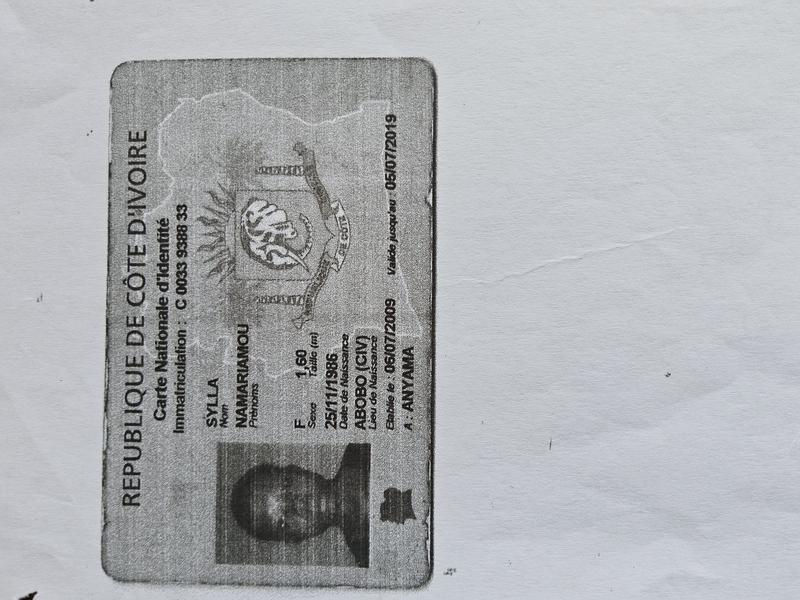 REPUBLIQUE DE CÔTE D'IVOIRE
Carte Nationale d'Identité
Immatriculation : C 0033 9388 33
SYLLA
Nom
NAMARIAMOU
Prénoms
F 1,60
Sexe Taille (m)
25/11/1986
Date de Naissance
ABOBO (CIV)
Lieu de Naissance
Etablie le : 06/07/2009 Valide jusqu'au : 05/07/2019
A : ANYAMA
DE CÔTE